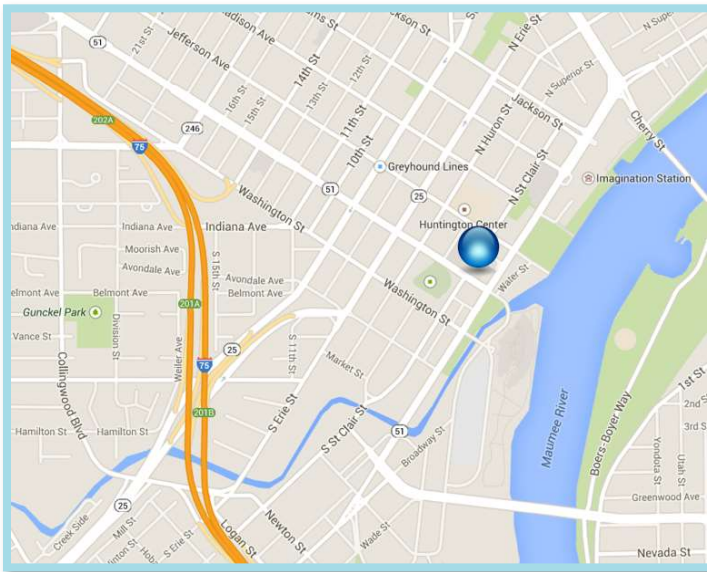 51
21st St
Jefferson Ave
Madison Ave
Jackson St
N Erie St
N Superior St
14th St
12th St
16th St
15th St
13th St
11th St
10th St
Jackson St
N Huron St
Cherry St
202A
246
75
Greyhound Lines
N St Clair St
Imagination Station
51
25
Washington St
Indiana Ave
Indiana Ave
Indiana Ave
Huntington Center
Moorish Ave
Avondale Ave
Avondale Ave
S 15th St
Water St
Washington St
Belmont Ave
Belmont Ave
Belmont Ave
201A
Gunckel Park
Vance St
Division St
Weiler Ave
25
S 11th St
75
Market St
1st St
Collingwood Blvd
2nd S
3rd S
201B
S Erie St
S St Clair St
51
Broadway St
Maumee River
Boers-Boyer Way
Hamilton St
Hamilton St
Yondota St
Utah St
25
Greenwood Ave
Creek Side
Mill St
S Erie St
Logan St
Newton St
Wade St
Nevada St